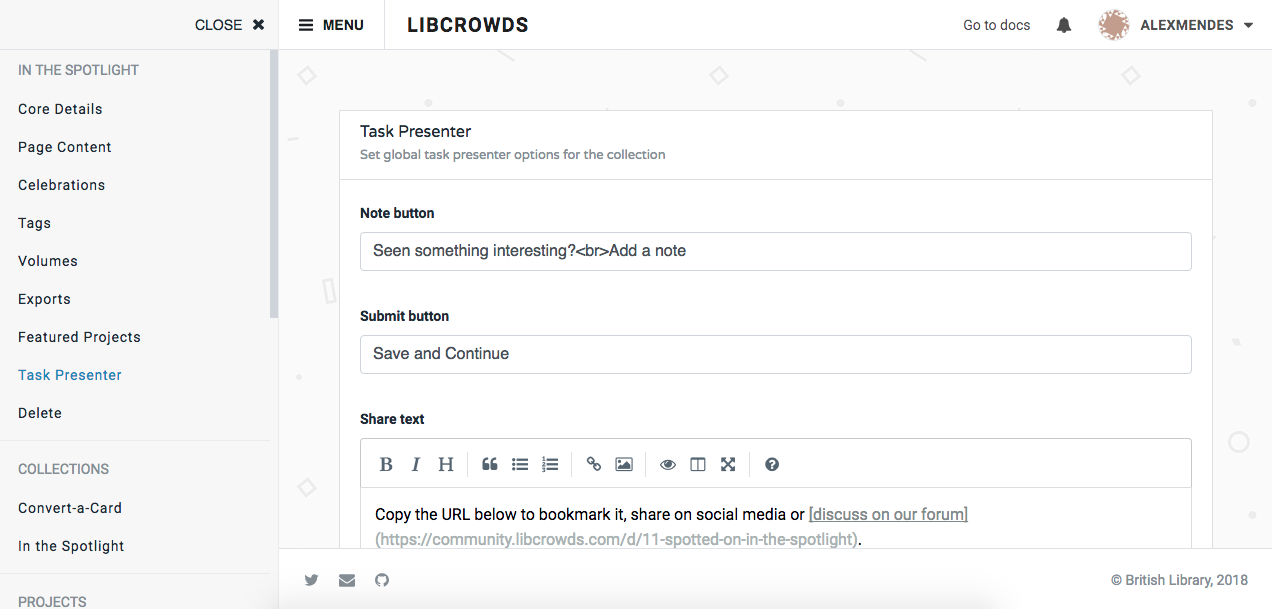 CLOSE ✖
MENU
LIBCROWDS
Go to docs
ALEXMENDES
IN THE SPOTLIGHT
Core Details
Page Content
Celebrations
Tags
Volumes
Exports
Featured Projects
Task Presenter
Delete
COLLECTIONS
Convert-a-Card
In the Spotlight
PROJECTS
Task Presenter
Set global task presenter options for the collection
Note button
Seen something interesting?<br>Add a note
Submit button
Save and Continue
Share text
B I H
Copy the URL below to bookmark it, share on social media or [discuss on our forum]
(https://community.libcrowds.com/d/11-spotted-on-in-the-spotlight).
© British Library, 2018